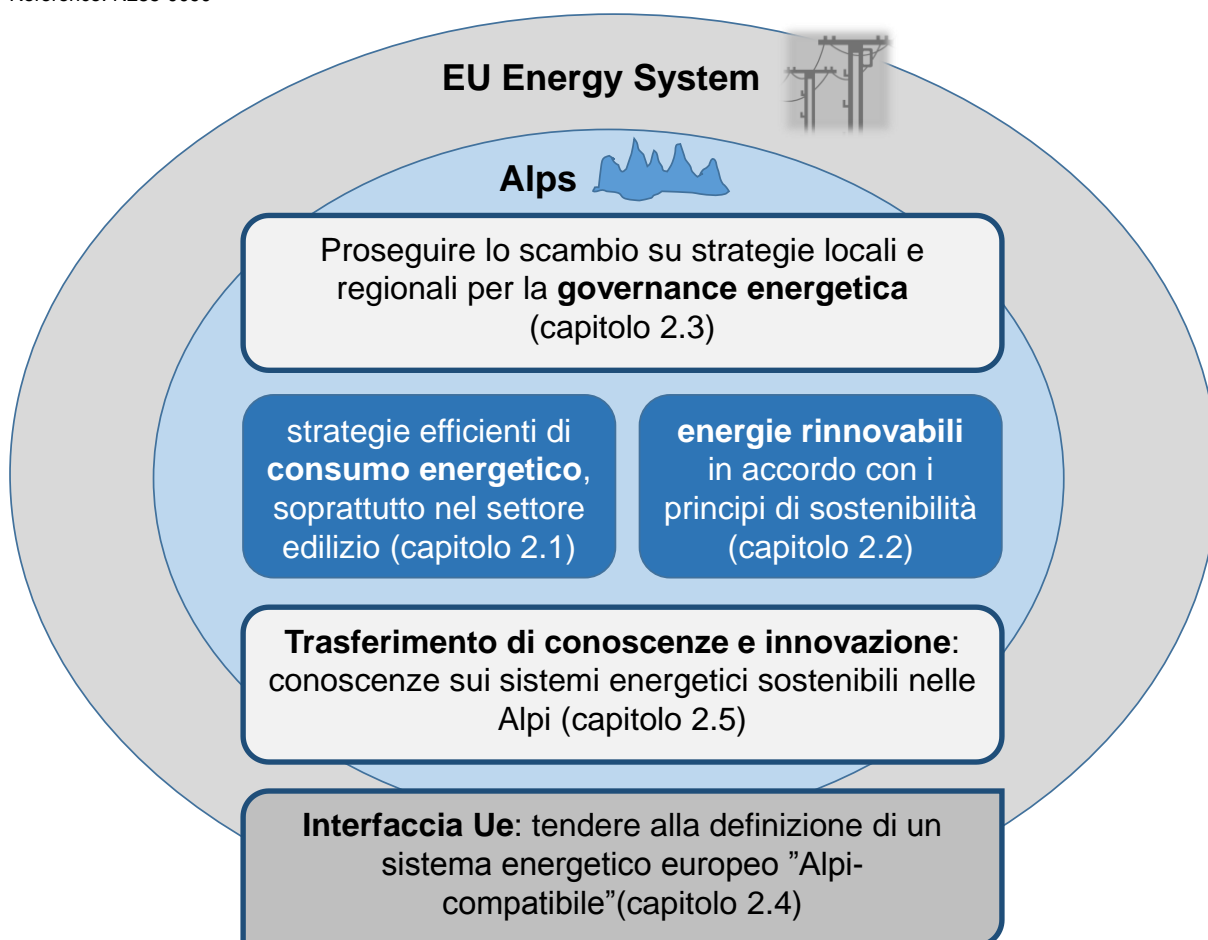 EU Energy System
Alps
Proseguire lo scambio su strategie locali e
regionali per la governance energetica
(capitolo 2.3)
strategie efficienti di
consumo energetico,
soprattutto nel settore
edilizio (capitolo 2.1)
energie rinnovabili
in accordo con i
principi di sostenibilità
(capitolo 2.2)
Trasferimento di conoscenze e innovazione:
conoscenze sui sistemi energetici sostenibili nelle
Alpi (capitolo 2.5)
Interfaccia Ue: tendere alla definizione di un
sistema energetico europeo ”Alpi-
compatibile”(capitolo 2.4)